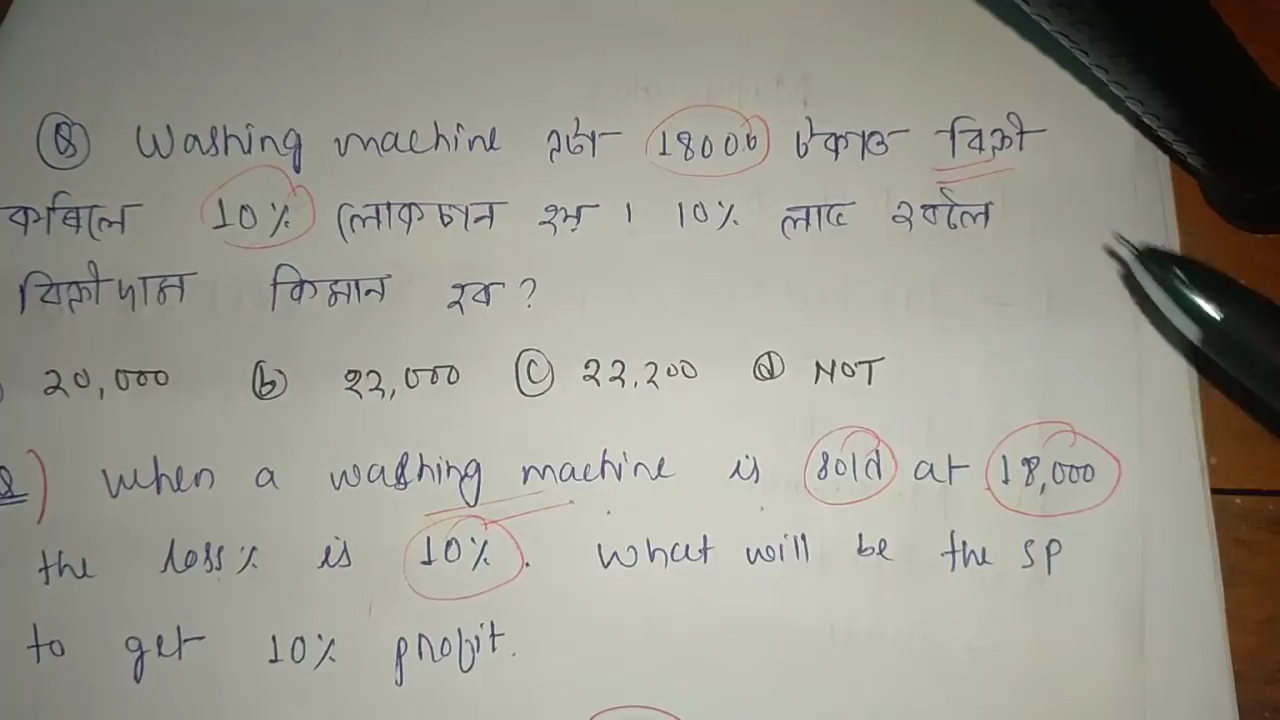 Q Washing machine এটা 18000 টকাত বিক্ৰী
কৰিলে 10% লোকচান হয় । 10% লাভ হবলৈ
বিক্ৰীদাম কিমান হব ?
20,000 (b) 22,000 (c) 22,200 (d) NOT
Q) When a washing machine is sold at 18,000
the loss% is 10%. What will be the SP
to get 10% profit.